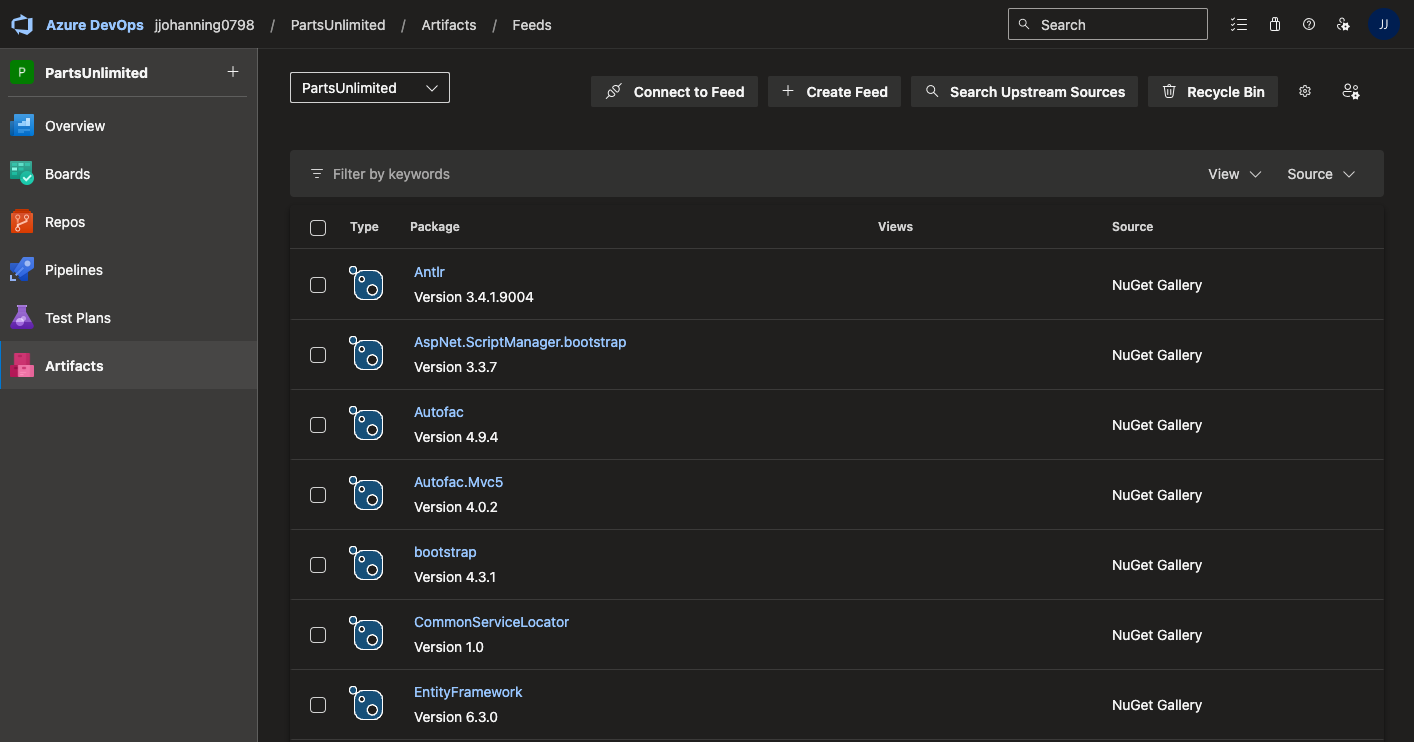 Azure DevOps jjohanning0798 / PartsUnlimited / Artifacts / Feeds
Search
JJ
P PartsUnlimited
Overview
Boards
Repos
Pipelines
Test Plans
Artifacts
PartsUnlimited
Connect to Feed
Create Feed
Search Upstream Sources
Recycle Bin
Filter by keywords
View
Source
Type Package Views Source
Antlr
Version 3.4.1.9004
NuGet Gallery
AspNet.ScriptManager.bootstrap
Version 3.3.7
NuGet Gallery
Autofac
Version 4.9.4
NuGet Gallery
Autofac.Mvc5
Version 4.0.2
NuGet Gallery
bootstrap
Version 4.3.1
NuGet Gallery
CommonServiceLocator
Version 1.0
NuGet Gallery
EntityFramework
Version 6.3.0
NuGet Gallery